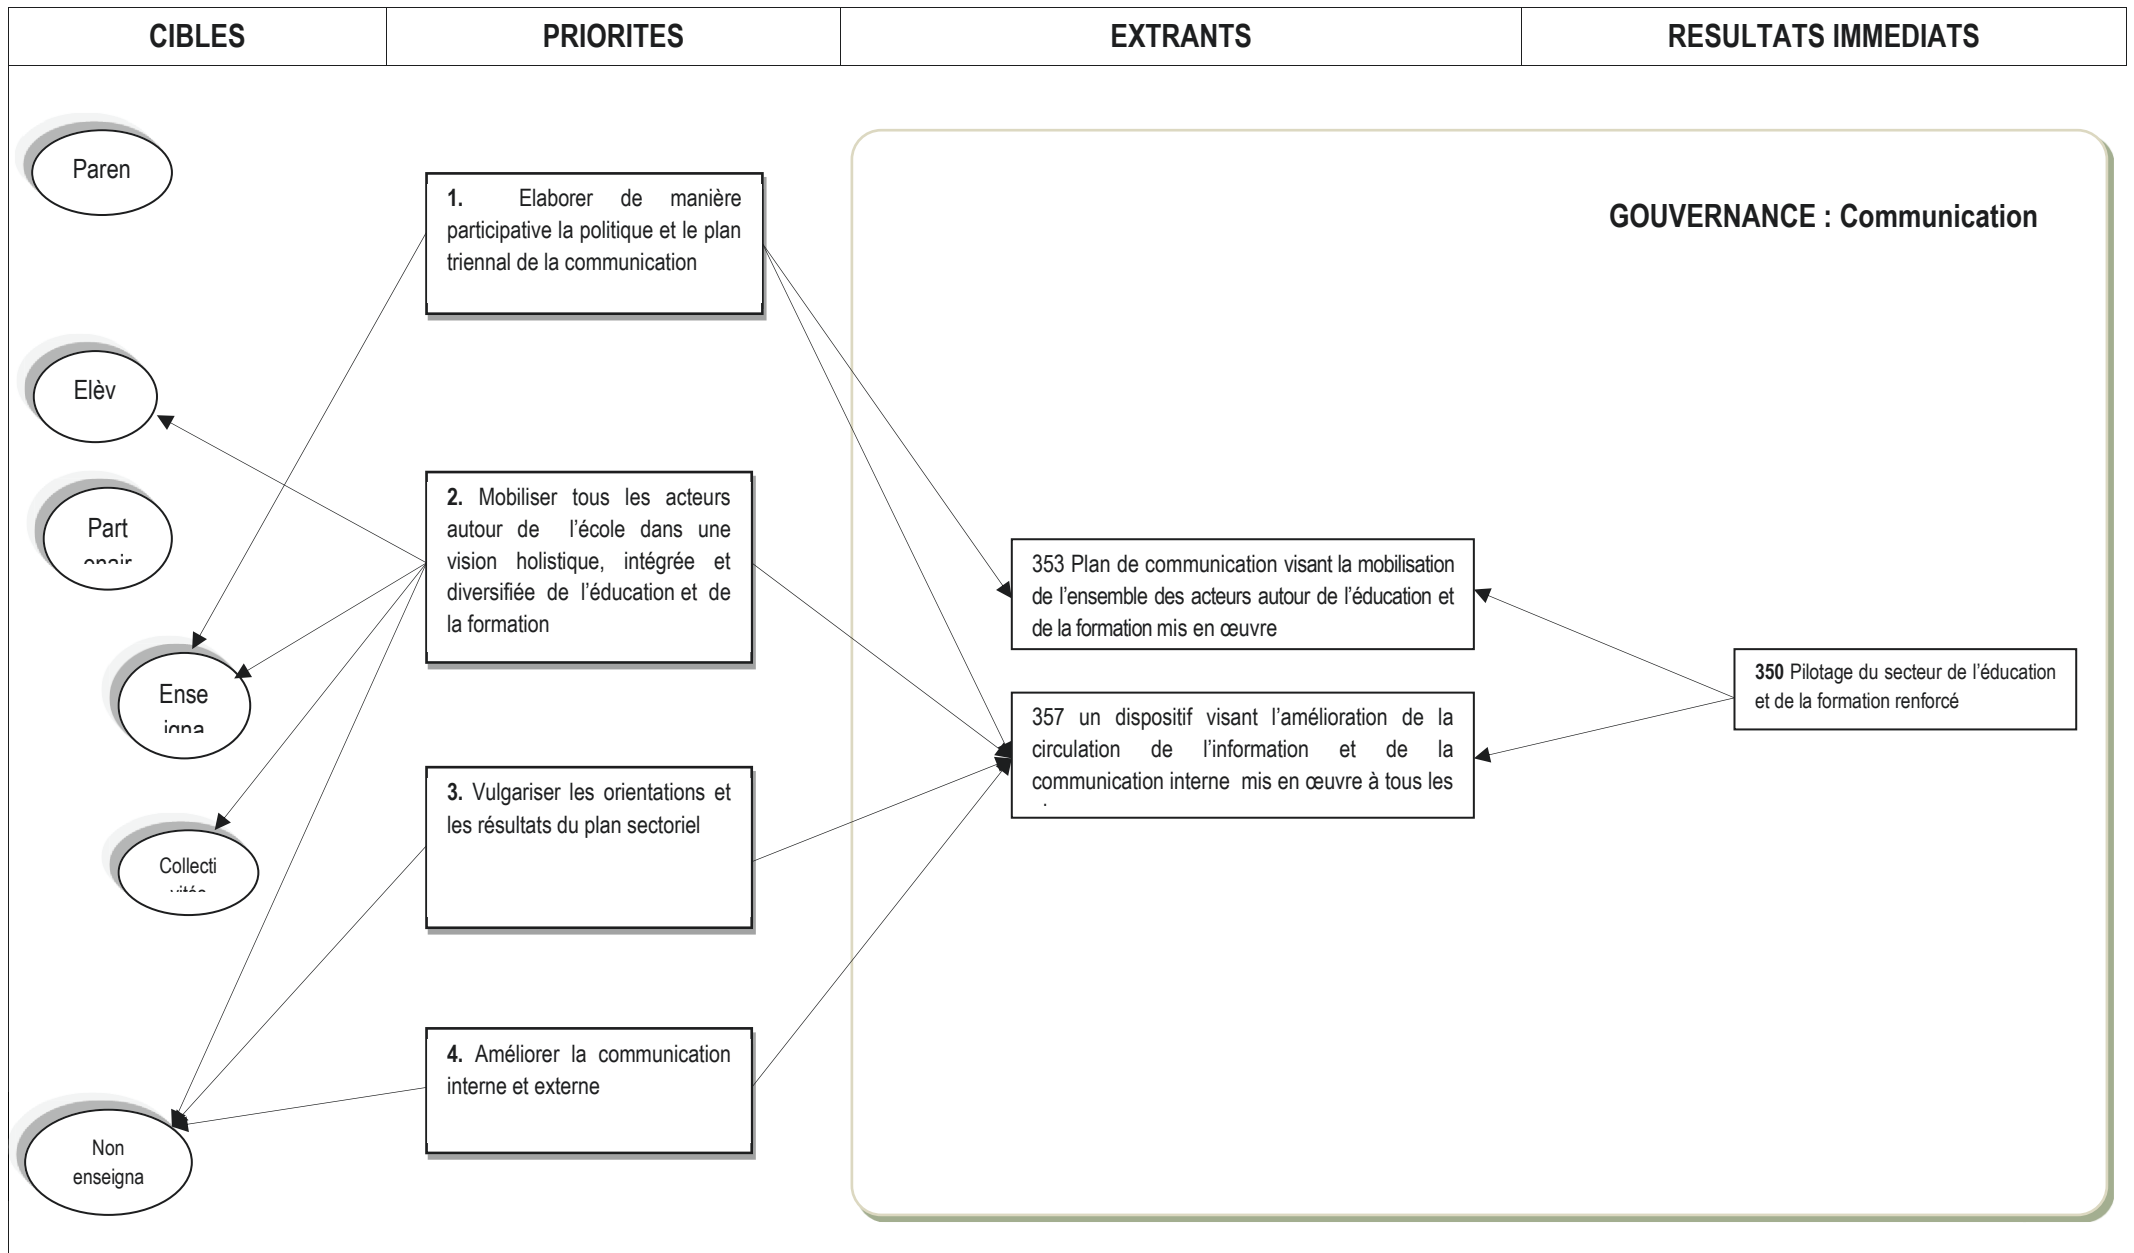 CIBLES
PRIORITES
EXTRANTS
RESULTATS IMMEDIATS
Paren
Elèv
Part
Ense
Collecti
Non
enseigna
1. Elaborer de manière
participative la politique et le plan
triennal de la communication
2. Mobiliser tous les acteurs
autour de l’école dans une
vision holistique, intégrée et
diversifiée de l’éducation et de
la formation
3. Vulgariser les orientations et
les résultats du plan sectoriel
4. Améliorer la communication
interne et externe
GOUVERNANCE : Communication
353 Plan de communication visant la mobilisation
de l’ensemble des acteurs autour de l’éducation et
de la formation mis en œuvre
357 un dispositif visant l’amélioration de la
circulation de l’information et de la
communication interne mis en œuvre à tous les
350 Pilotage du secteur de l’éducation
et de la formation renforcé